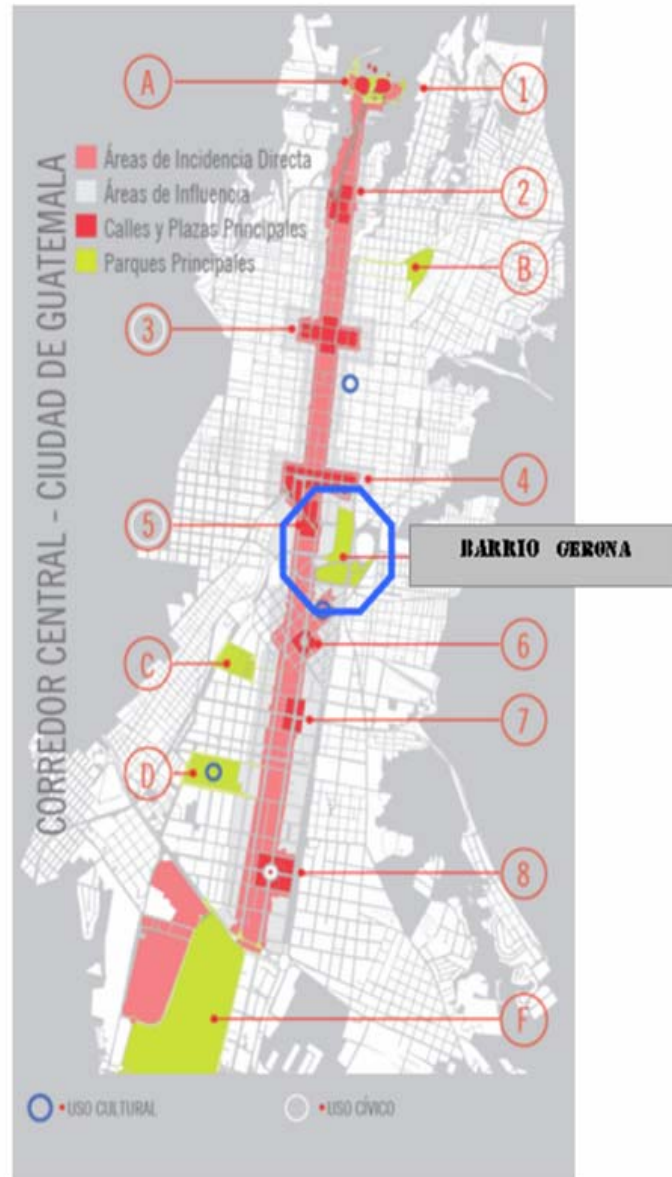 CORREDOR CENTRAL - CIUDAD DE GUATEMALA
A
1
Áreas de Incidencia Directa
Áreas de Influencia
Calles y Plazas Principales
Parques Principales
2
B
3
4
5
BARRIO GERONA
6
C
7
D
8
F
• USO CULTURAL
• USO CÍVICO